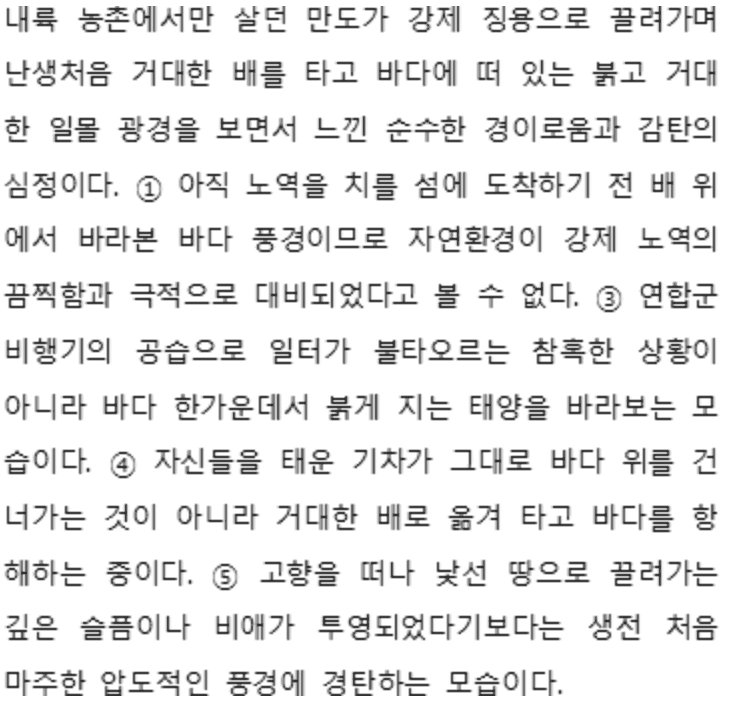 내륙 농촌에서만 살던 만도가 강제 징용으로 끌려가며
난생처음 거대한 배를 타고 바다에 떠 있는 붉고 거대
한 일몰 광경을 보면서 느낀 순수한 경이로움과 감탄의
심정이다. ① 아직 노역을 치를 섬에 도착하기 전 배 위
에서 바라본 바다 풍경이므로 자연환경이 강제 노역의
끔찍함과 극적으로 대비되었다고 볼 수 없다. ③ 연합군
비행기의 공습으로 일터가 불타오르는 참혹한 상황이
아니라 바다 한가운데서 붉게 지는 태양을 바라보는 모
습이다. ④ 자신들을 태운 기차가 그대로 바다 위를 건
너가는 것이 아니라 거대한 배로 옮겨 타고 바다를 항
해하는 중이다. ⑤ 고향을 떠나 낯선 땅으로 끌려가는
깊은 슬픔이나 비애가 투영되었다기보다는 생전 처음
마주한 압도적인 풍경에 경탄하는 모습이다.